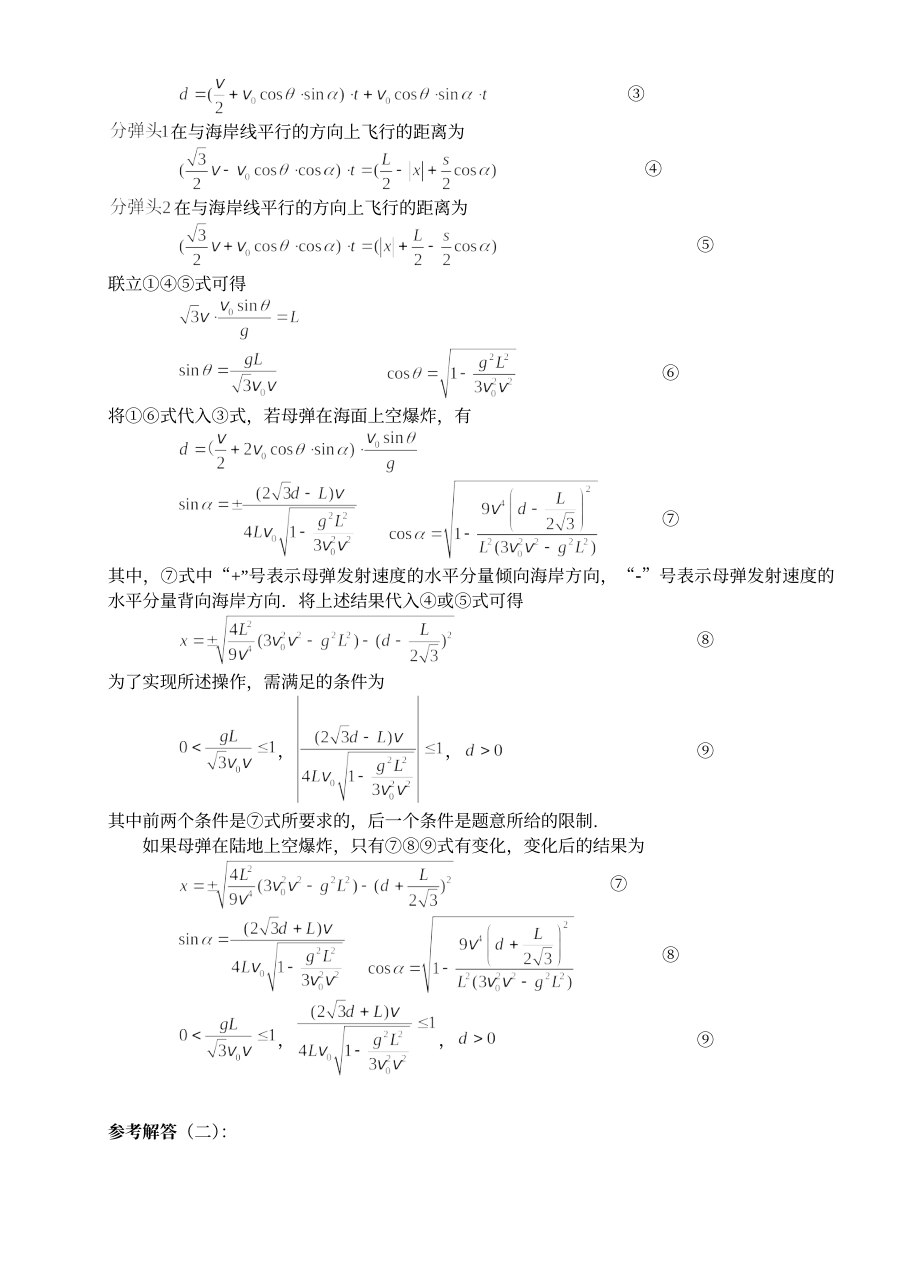 d=(v/2+v₀cosθ·sinα)·t+v₀cosθ·sinα·t ③
分弹头1在与海岸线平行的方向上飞行的距离为
(√3/2 v-v₀cosθ·cosα)·t=(L/2-|x|+s/2 cosα) ④
分弹头2在与海岸线平行的方向上飞行的距离为
(√3/2 v+v₀cosθ·cosα)·t=(|x|+L/2-s/2 cosα) ⑤
联立①④⑤式可得
√3v·v₀sinθ/g=L
sinθ=gL/(√3v₀v) cosθ=√(1-g²L²/(3v₀²v²)) ⑥
将①⑥式代入③式，若母弹在海面上空爆炸，有
d=(v/2+2v₀cosθ·sinα)·v₀sinθ/g
sinα=±(2√3d-L)v/(4Lv₀√(1-g²L²/(3v₀²v²))) cosα=√(1-9v⁴(d-L/(2√3))²/(L²(3v₀²v²-g²L²))) ⑦
其中，⑦式中“+”号表示母弹发射速度的水平分量倾向海岸方向，“-”号表示母弹发射速度的
水平分量背向海岸方向．将上述结果代入④或⑤式可得
x=±√(4L²/(9v⁴)(3v₀²v²-g²L²)-(d-L/(2√3))²) ⑧
为了实现所述操作，需满足的条件为
0<gL/(√3v₀v)≤1，|(2√3d-L)v/(4Lv₀√(1-g²L²/(3v₀²v²)))|≤1，d>0 ⑨
其中前两个条件是⑦式所要求的，后一个条件是题意所给的限制．
如果母弹在陆地上空爆炸，只有⑦⑧⑨式有变化，变化后的结果为
x=±√(4L²/(9v⁴)(3v₀²v²-g²L²)-(d+L/(2√3))²) ⑦
sinα=(2√3d+L)v/(4Lv₀√(1-g²L²/(3v₀²v²))) cosα=√(1-9v⁴(d+L/(2√3))²/(L²(3v₀²v²-g²L²))) ⑧
0<gL/(√3v₀v)≤1，(2√3d+L)v/(4Lv₀√(1-g²L²/(3v₀²v²)))≤1，d>0 ⑨
参考解答（二）：